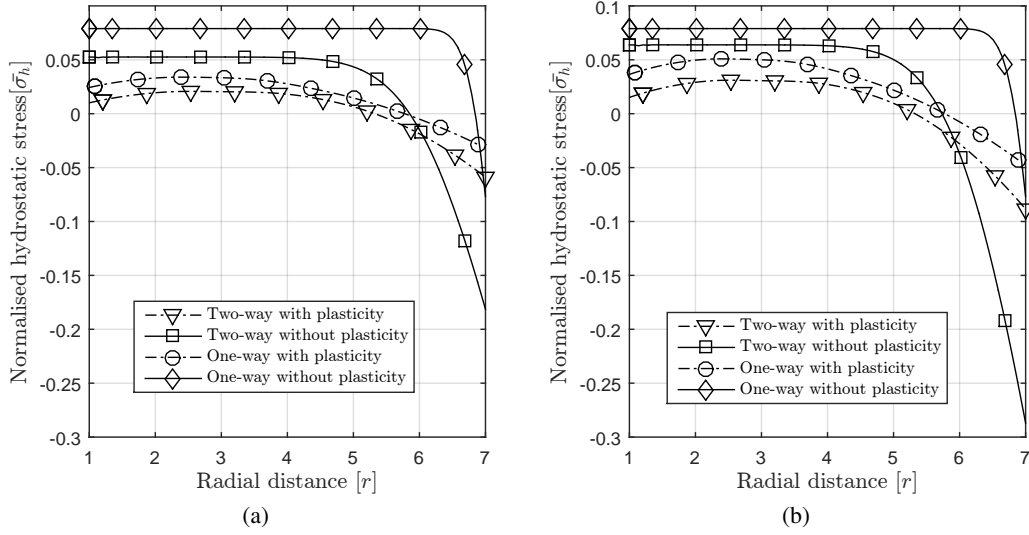 Normalised hydrostatic stress[σ̄ₕ]
0.05
0
-0.05
-0.1
-0.15
-0.2
-0.25
-0.3
Two-way with plasticity
Two-way without plasticity
One-way with plasticity
One-way without plasticity
1 2 3 4 5 6 7
Radial distance [r]
(a)
Normalised hydrostatic stress[σ̄ₕ]
0.1
0.05
0
-0.05
-0.1
-0.15
-0.2
-0.25
-0.3
Two-way with plasticity
Two-way without plasticity
One-way with plasticity
One-way without plasticity
1 2 3 4 5 6 7
Radial distance [r]
(b)